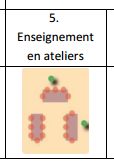 5.
Enseignement
en ateliers